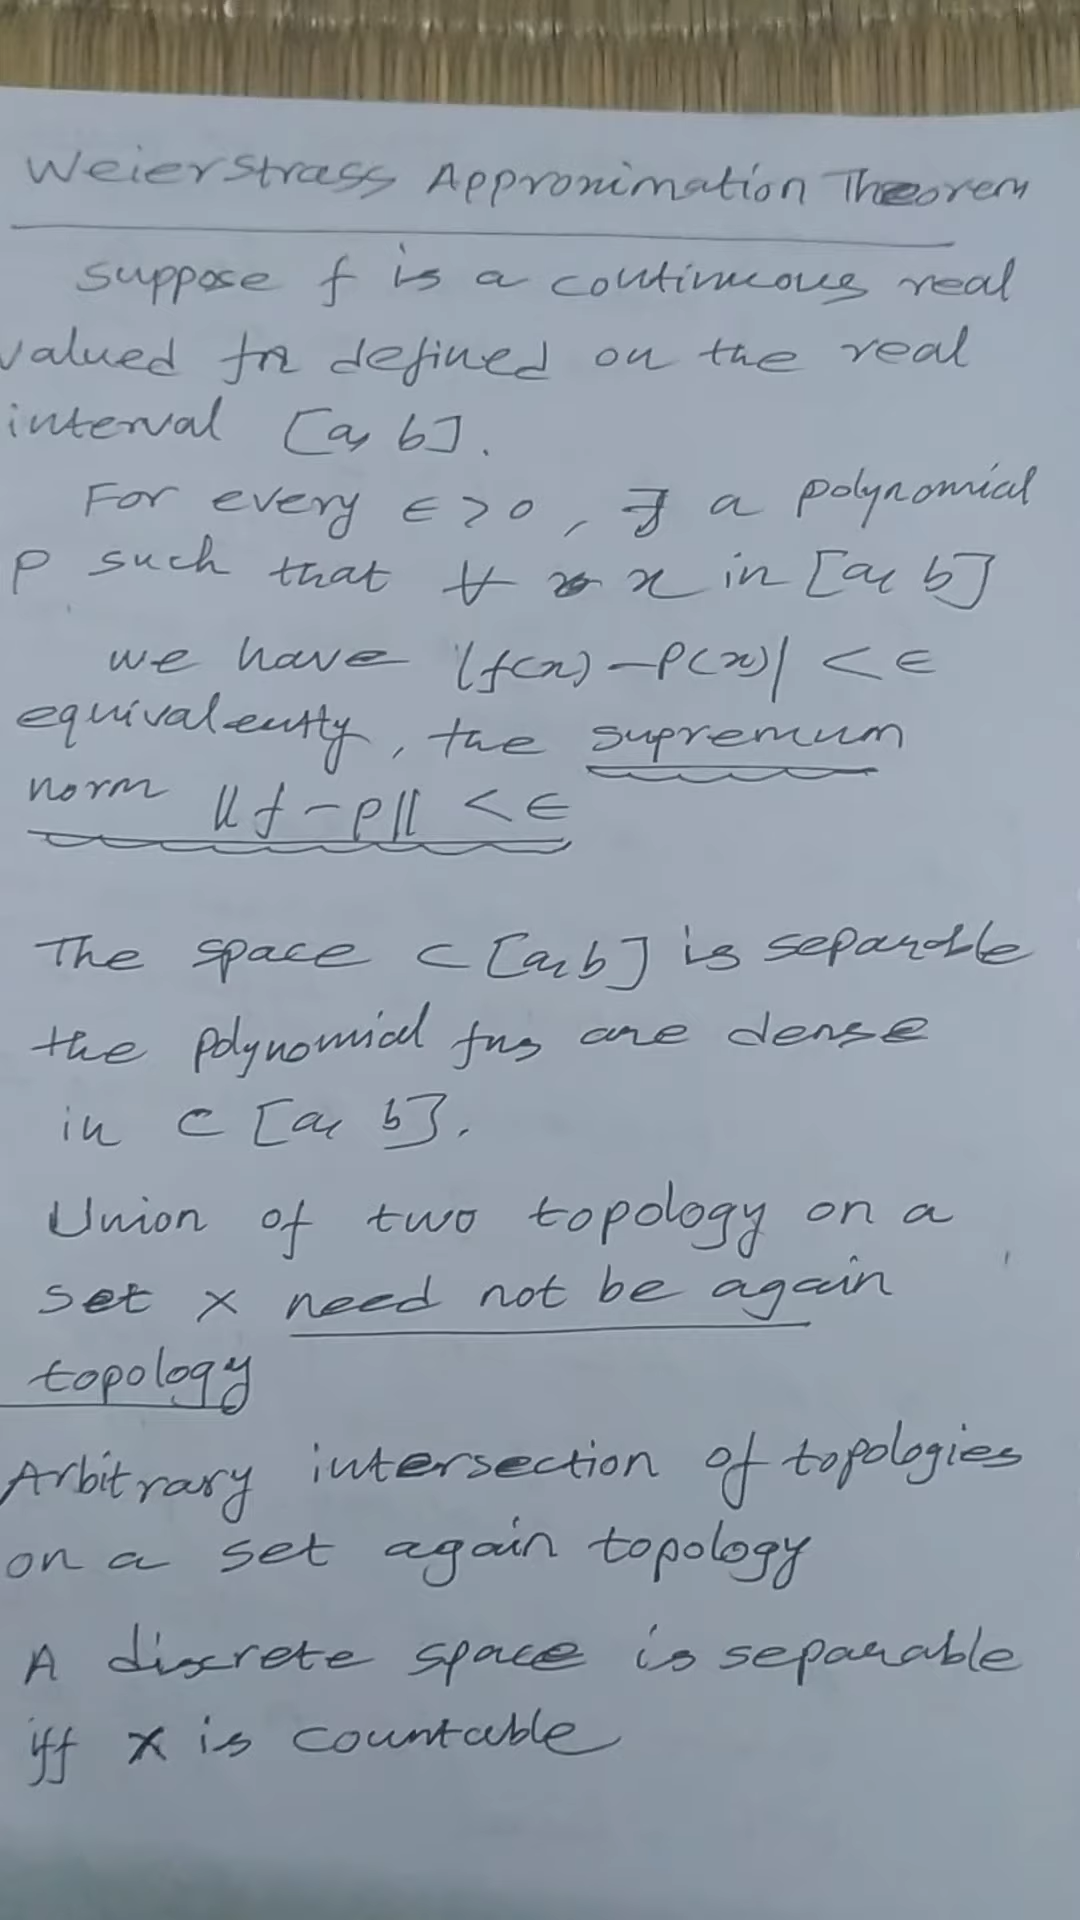 Weierstrass Approximation Theorem
suppose f is a continuous real
valued fn defined on the real
interval [a, b].
For every ∈>0, ∃ a polynomial
p such that ∀ x in [a, b]
we have |f(x) - P(x)| < ∈
equivalently, the supremum
norm ||f - p|| < ∈
The space C[a, b] is separable
the polynomial fns are dense
in C [a, b].
Union of two topology on a
set X need not be again
topology
Arbitrary intersection of topologies
on a set again topology
A discrete space is separable
iff X is countable